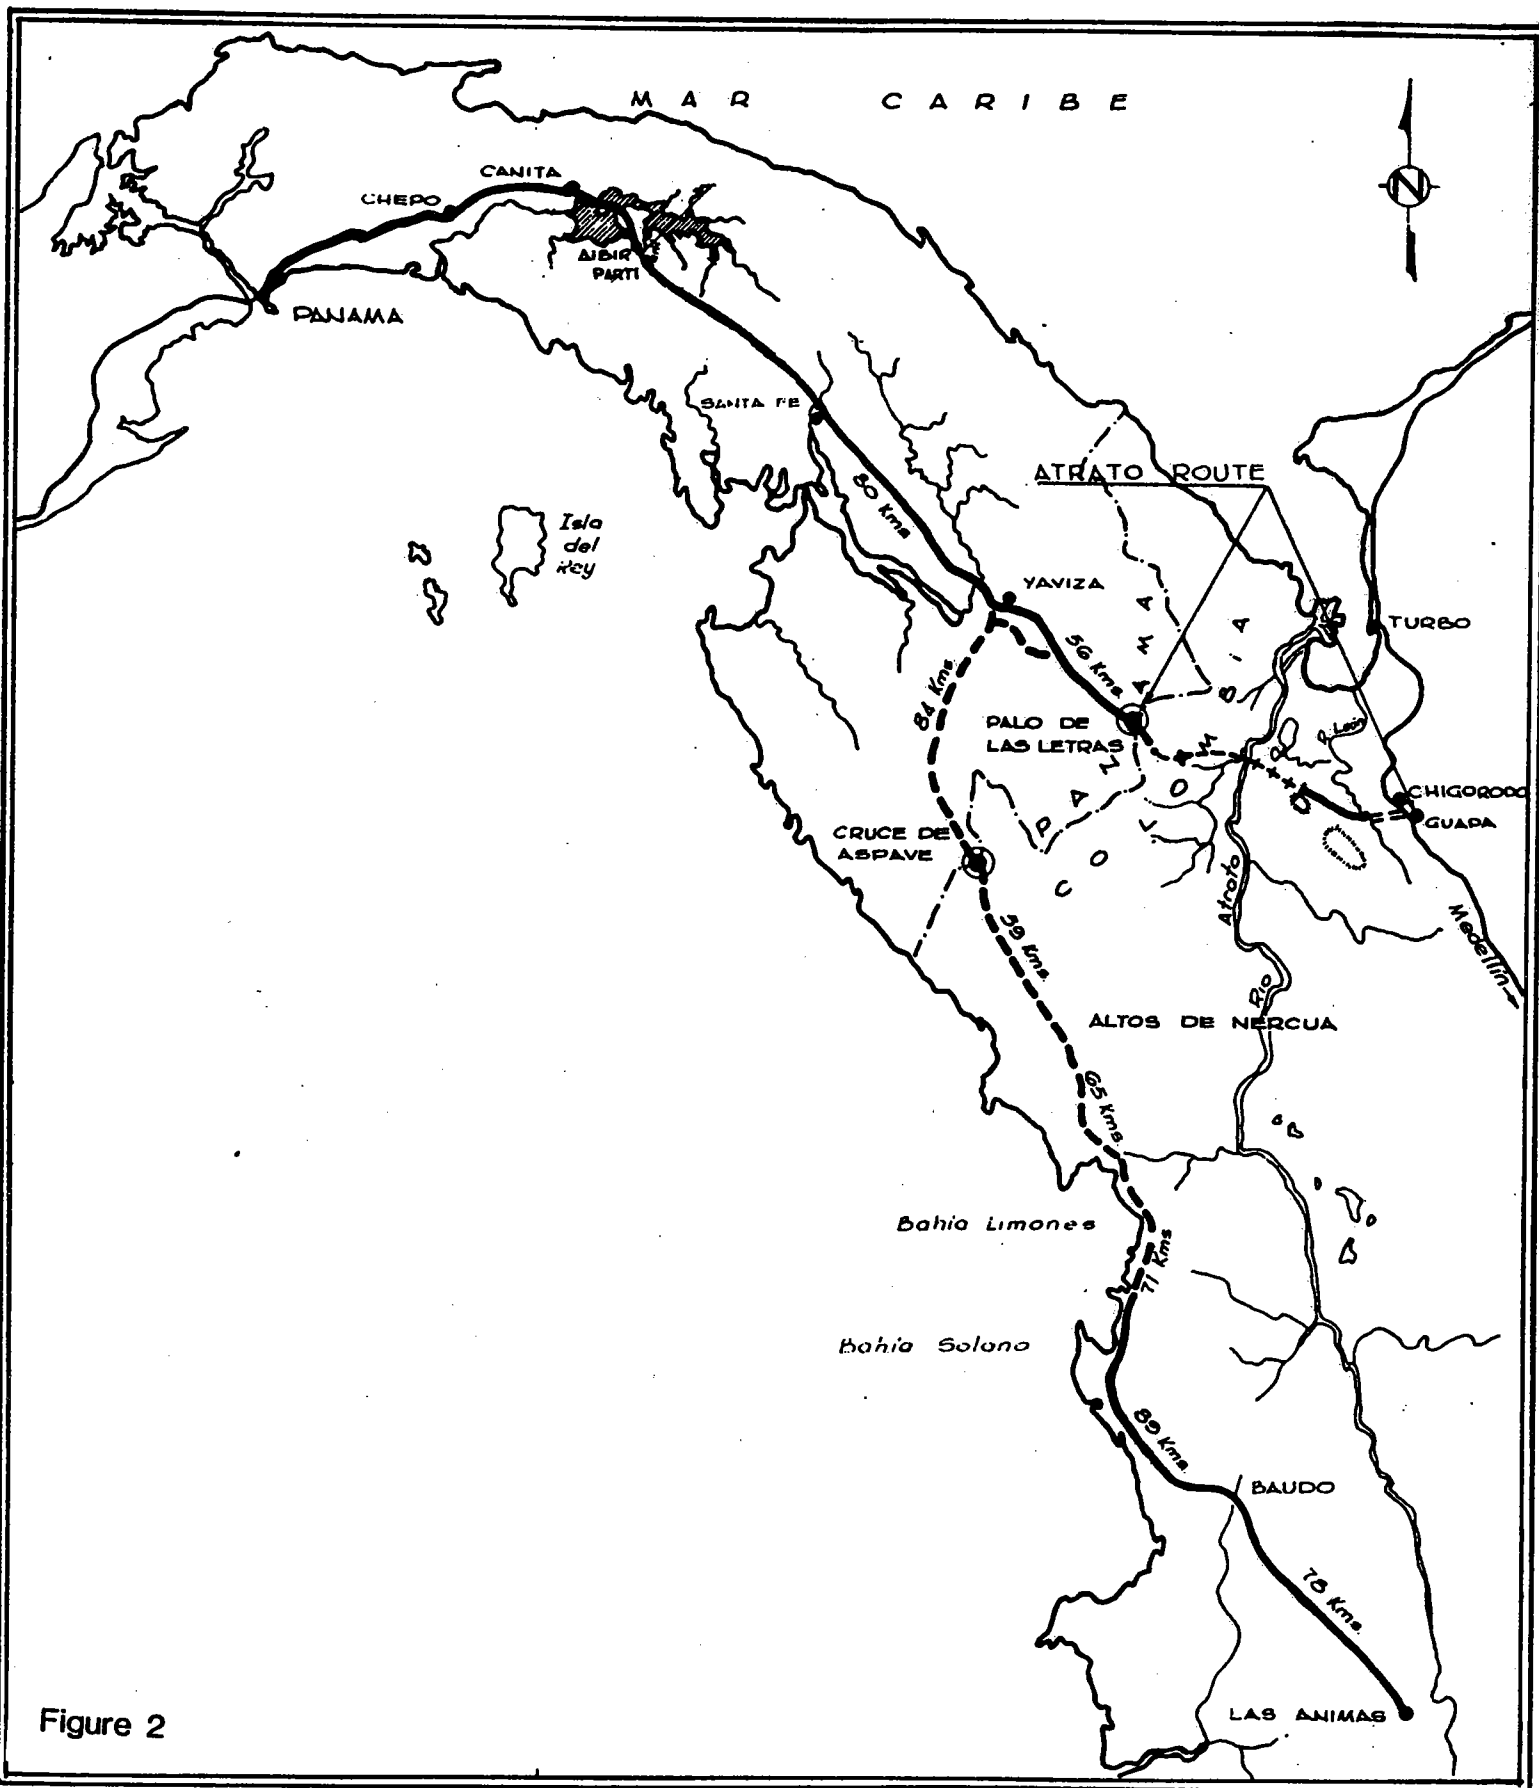 MAR CARIBE
CANITA
CHEPO
N
AIBIR
PARTI
PANAMA
SANTA FE
ATRATO ROUTE
80 Kms
Isla
del
Rey
YAVIZA
TURBO
56 Kms
PANAMA
COLOMBIA
84 Kms
PALO DE
LAS LETRAS
R. León
CHIGORODO
GUAPA
CRUCE DE
ASPAVE
Rio Atrato
Medellin
59 Kms.
ALTOS DE NERCUA
65 Kms.
Bahia Limones
71 Kms
Bahia Solano
89 Kms.
BAUDO
78 Kms.
LAS ANIMAS
Figure 2